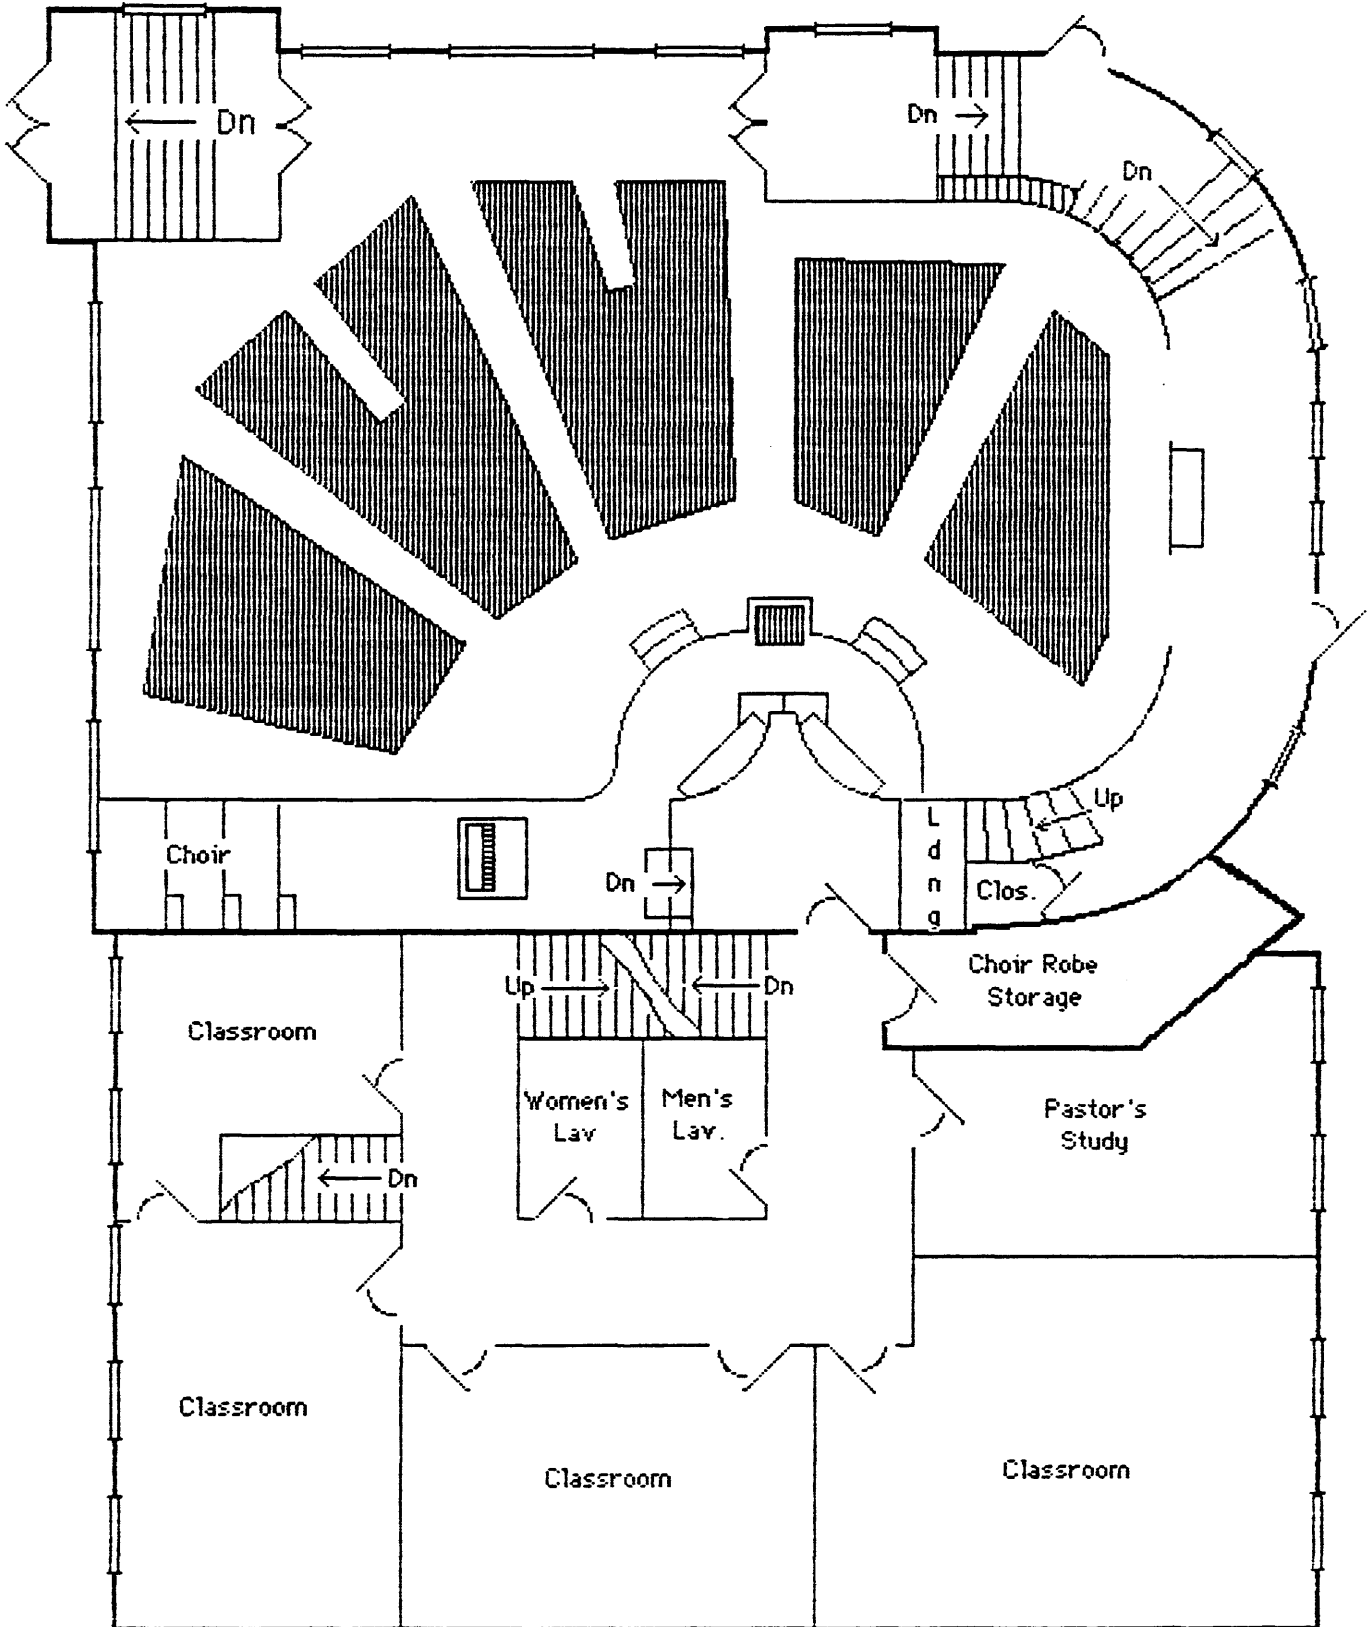 Dn
Dn
Dn
Up
Ldng
Choir
Dn
Clos.
Choir Robe
Storage
Up
Dn
Classroom
Women's
Lav
Men's
Lav.
Pastor's
Study
Dn
Classroom
Classroom
Classroom